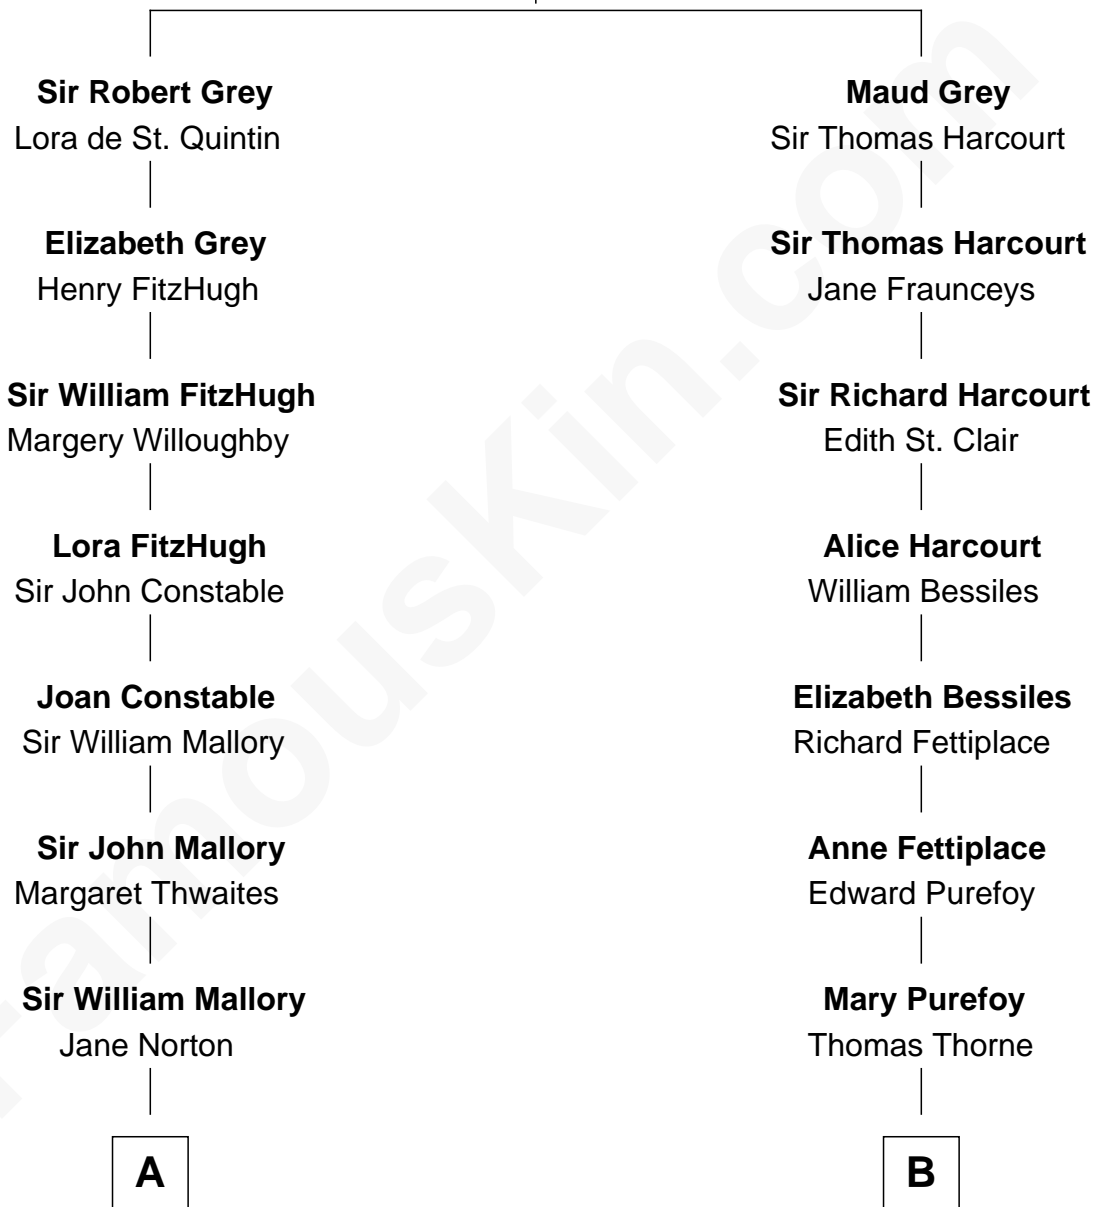 Sir Robert Grey
Lora de St. Quintin
Elizabeth Grey
Henry FitzHugh
Sir William FitzHugh
Margery Willoughby
Lora FitzHugh
Sir John Constable
Joan Constable
Sir William Mallory
Sir John Mallory
Margaret Thwaites
Sir William Mallory
Jane Norton
A
Maud Grey
Sir Thomas Harcourt
Sir Thomas Harcourt
Jane Fraunceys
Sir Richard Harcourt
Edith St. Clair
Alice Harcourt
William Bessiles
Elizabeth Bessiles
Richard Fettiplace
Anne Fettiplace
Edward Purefoy
Mary Purefoy
Thomas Thorne
B
FamousKin.com